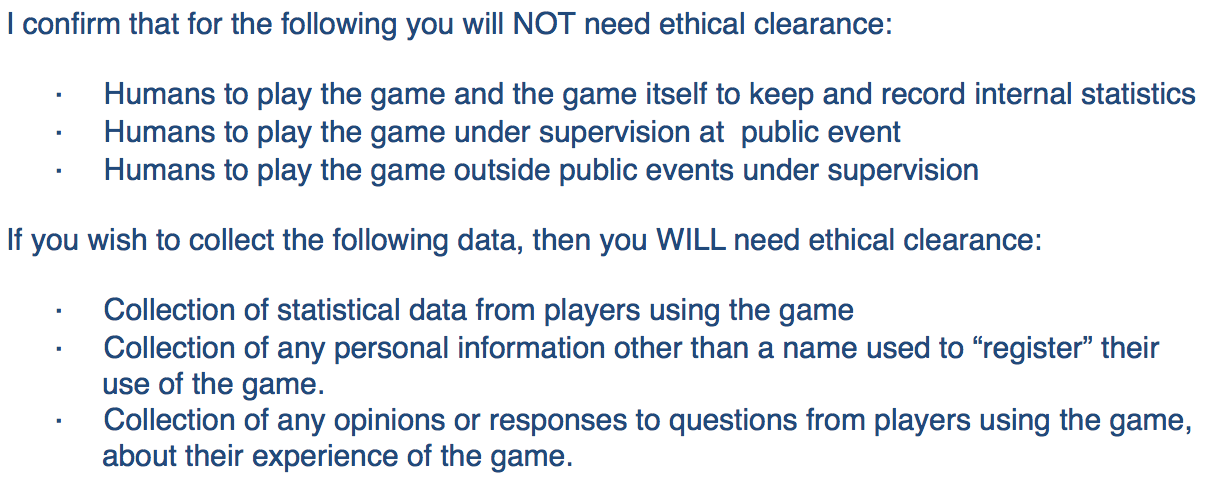 I confirm that for the following you will NOT need ethical clearance:
· Humans to play the game and the game itself to keep and record internal statistics
· Humans to play the game under supervision at  public event
· Humans to play the game outside public events under supervision
If you wish to collect the following data, then you WILL need ethical clearance:
· Collection of statistical data from players using the game
· Collection of any personal information other than a name used to “register” their
use of the game.
· Collection of any opinions or responses to questions from players using the game,
about their experience of the game.